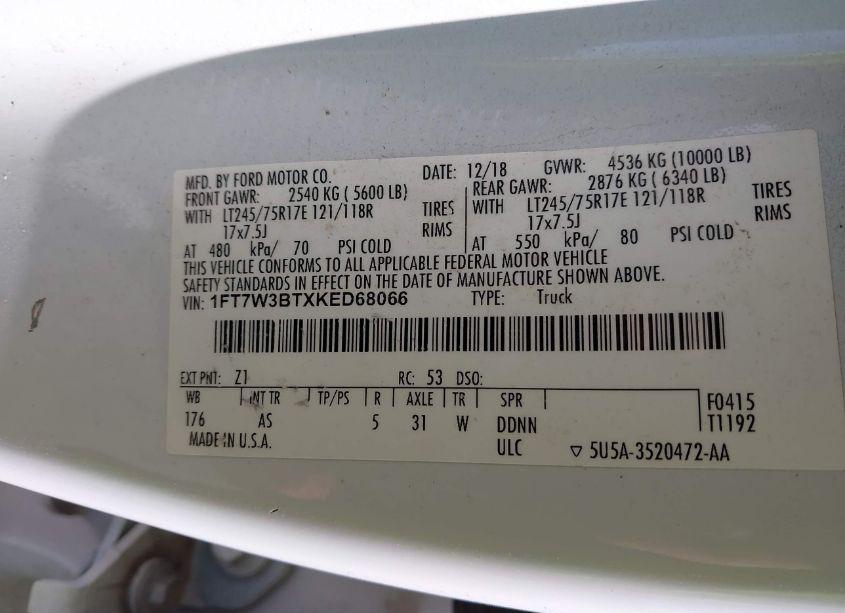 MFD. BY FORD MOTOR CO. DATE: 12/18 GVWR: 4536 KG (10000 LB)
FRONT GAWR: 2540 KG ( 5600 LB) REAR GAWR: 2876 KG ( 6340 LB)
WITH LT245/75R17E 121/118R TIRES WITH LT245/75R17E 121/118R TIRES
17x7.5J RIMS 17x7.5J RIMS
AT 480 kPa/ 70 PSI COLD AT 550 kPa/ 80 PSI COLD
THIS VEHICLE CONFORMS TO ALL APPLICABLE FEDERAL MOTOR VEHICLE
SAFETY STANDARDS IN EFFECT ON THE DATE OF MANUFACTURE SHOWN ABOVE.
VIN: 1FT7W3BTXKED68066 TYPE: Truck
EXT PNT: Z1 RC: 53 DSO:
WB INT TR TP/PS R AXLE TR SPR F0415
176 AS 5 31 W DDNN T1192
MADE IN U.S.A. ULC ▽ 5U5A-3520472-AA